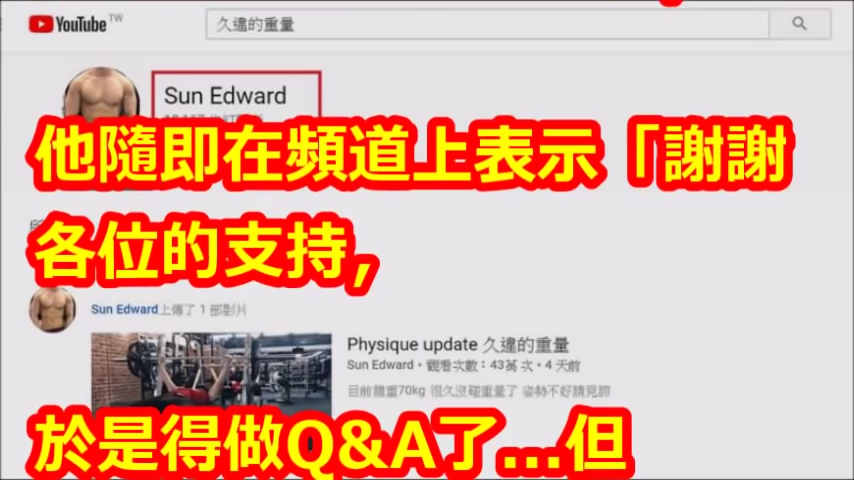 YouTube TW
久違的重量
Sun Edward
他隨即在頻道上表示「謝謝
各位的支持,
Sun Edward上傳了 1 部影片
Physique update 久違的重量
Sun Edward・觀看次數：43萬 次・4 天前
目前體重70kg 很久沒碰重量了 姿勢不好請見諒
於是得做Q&A了...但